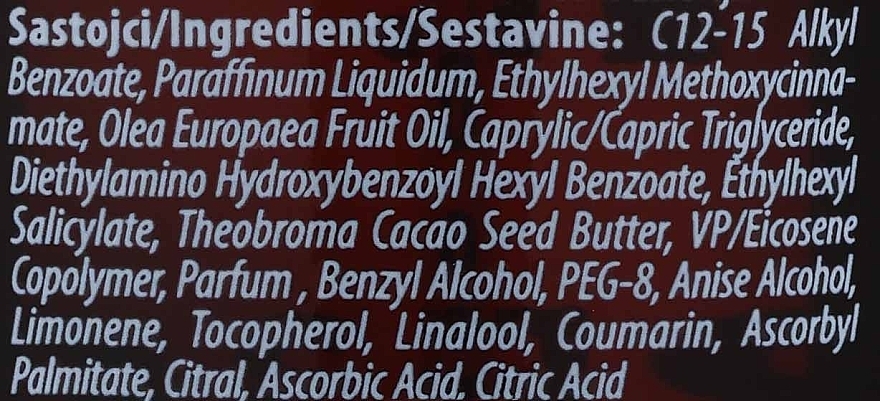 Sastojci/Ingredients/Sestavine: C12-15 Alkyl
Benzoate, Paraffinum Liquidum, Ethylhexyl Methoxycinna-
mate, Olea Europaea Fruit Oil, Caprylic/Capric Triglyceride,
Diethylamino Hydroxybenzoyl Hexyl Benzoate, Ethylhexyl
Salicylate, Theobroma Cacao Seed Butter, VP/Eicosene
Copolymer, Parfum , Benzyl Alcohol, PEG-8, Anise Alcohol,
Limonene, Tocopherol, Linalool, Coumarin, Ascorbyl
Palmitate, Citral, Ascorbic Acid, Citric Acid